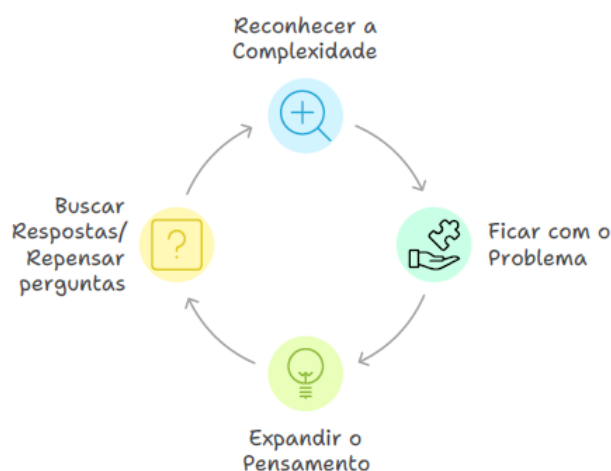 Reconhecer a
Complexidade
Ficar com o
Problema
Expandir o
Pensamento
Buscar
Respostas/
Repensar
perguntas
?